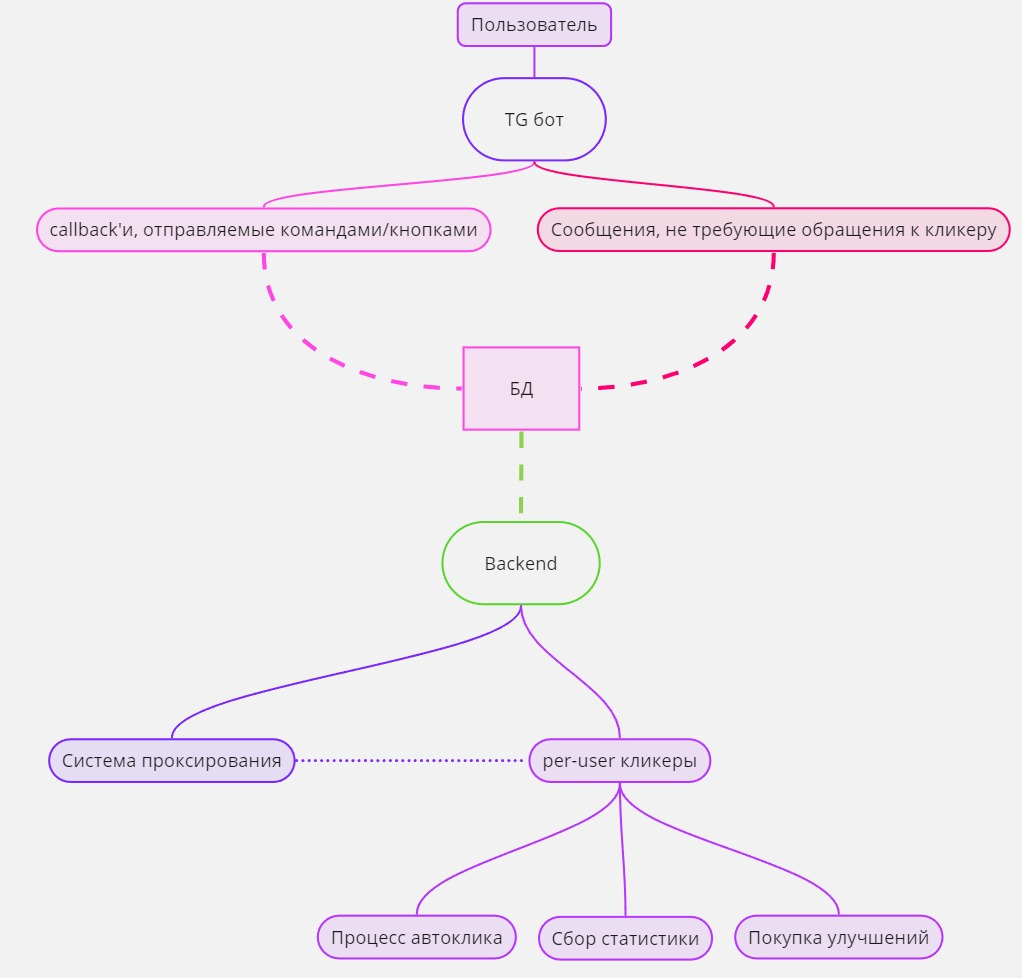 Пользователь
TG бот
callback'и, отправляемые командами/кнопками
Сообщения, не требующие обращения к кликеру
БД
Backend
Система проксирования
per-user кликеры
Процесс автоклика
Сбор статистики
Покупка улучшений